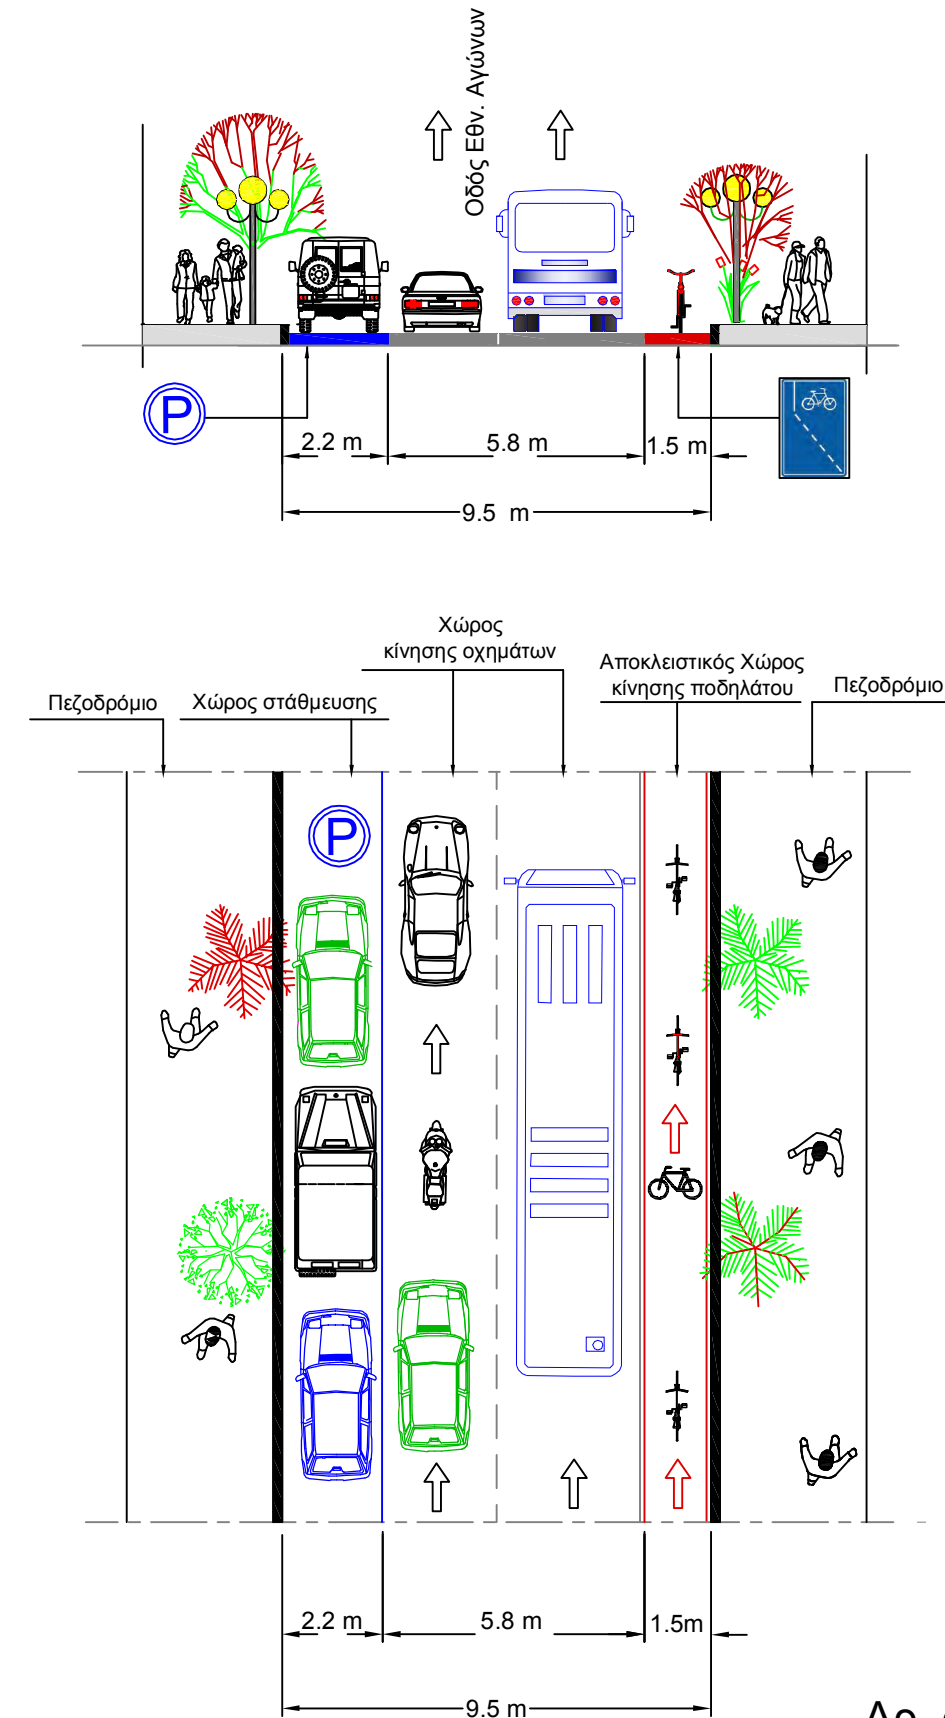 Οδός Εθν. Αγώνων
P
2.2 m
5.8 m
1.5 m
9.5 m
Χώρος
κίνησης οχημάτων
Αποκλειστικός Χώρος
κίνησης ποδηλάτου
Πεζοδρόμιο
Χώρος στάθμευσης
Πεζοδρόμιο
P
2.2 m
5.8 m
1.5m
9.5 m